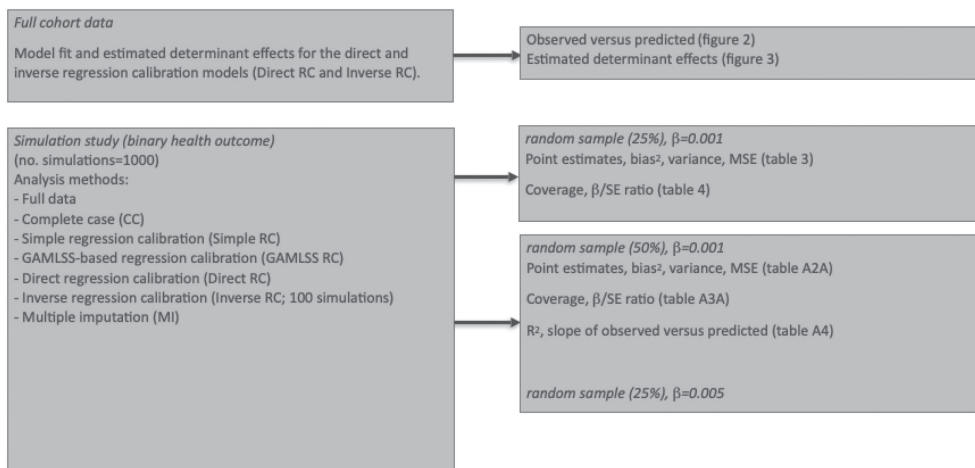 Full cohort data
Model fit and estimated determinant effects for the direct and
inverse regression calibration models (Direct RC and Inverse RC).
Observed versus predicted (figure 2)
Estimated determinant effects (figure 3)
Simulation study (binary health outcome)
(no. simulations=1000)
Analysis methods:
- Full data
- Complete case (CC)
- Simple regression calibration (Simple RC)
- GAMLSS-based regression calibration (GAMLSS RC)
- Direct regression calibration (Direct RC)
- Inverse regression calibration (Inverse RC; 100 simulations)
- Multiple imputation (MI)
random sample (25%), β=0.001
Point estimates, bias², variance, MSE (table 3)
Coverage, β/SE ratio (table 4)
random sample (50%), β=0.001
Point estimates, bias², variance, MSE (table A2A)
Coverage, β/SE ratio (table A3A)
R², slope of observed versus predicted (table A4)
random sample (25%), β=0.005